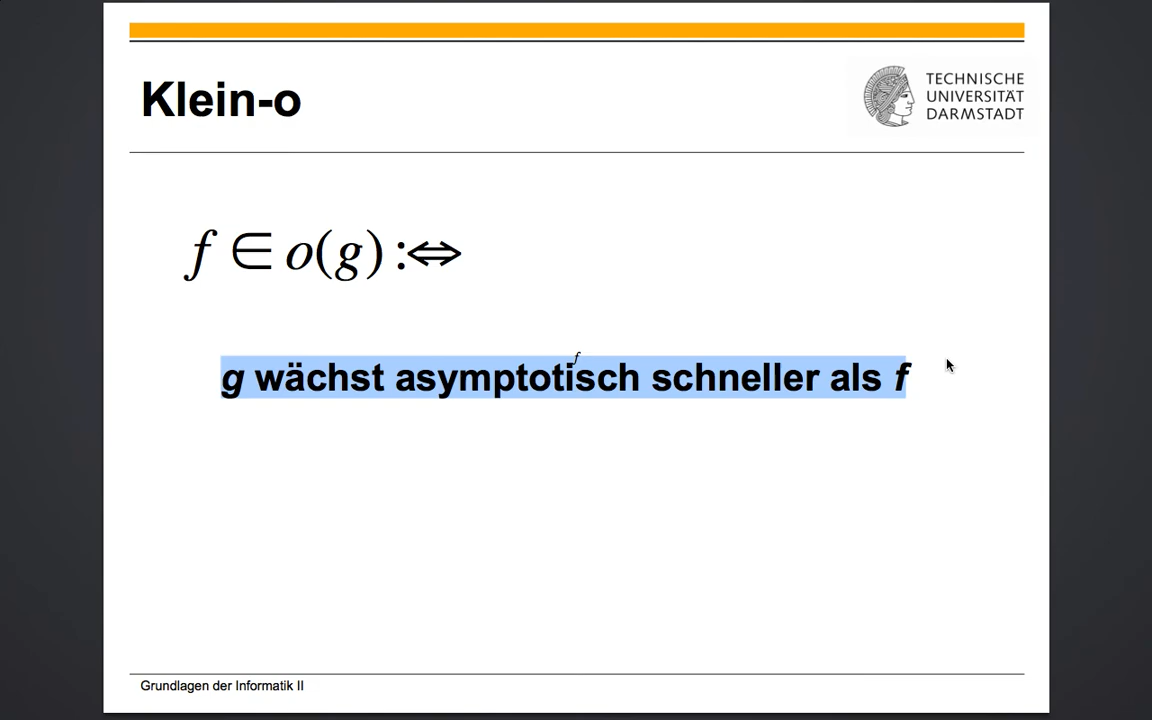 Klein-o
TECHNISCHE
UNIVERSITÄT
DARMSTADT
f ∈ o(g) :⇔
f
g wächst asymptotisch schneller als f
Grundlagen der Informatik II